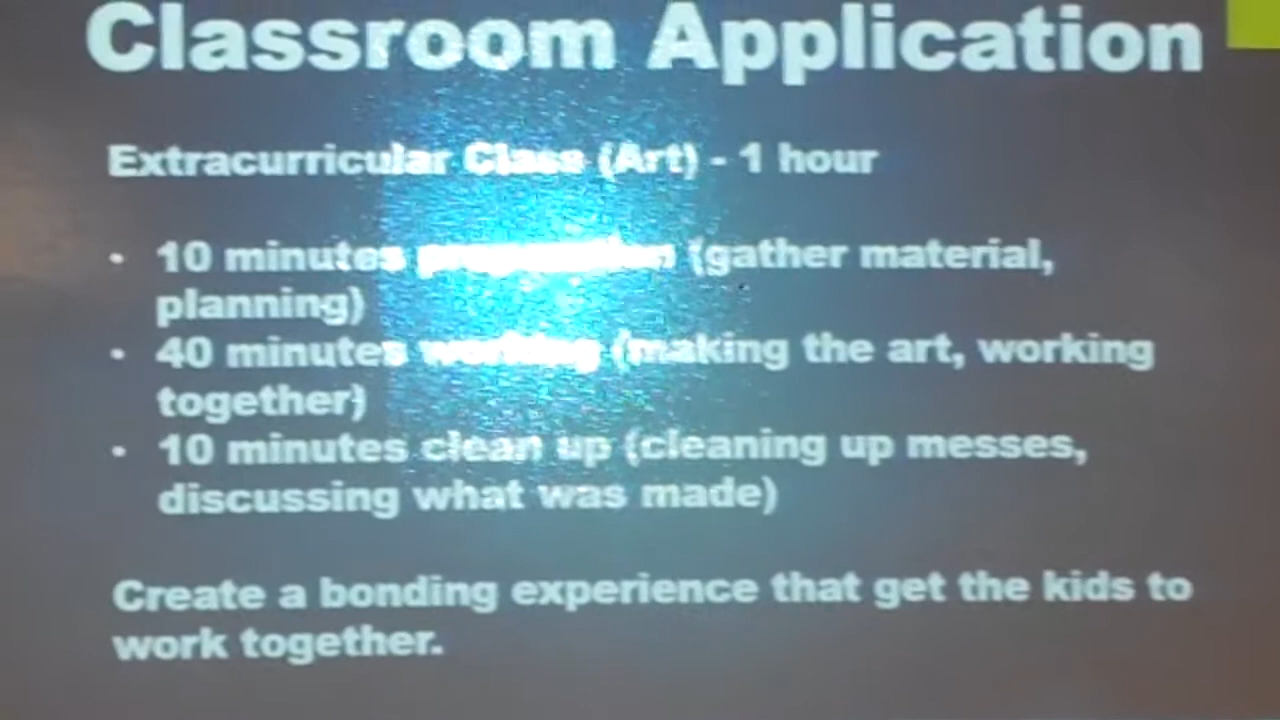 Classroom Application
Extracurricular Class (Art) - 1 hour
• 10 minutes preparation (gather material,
planning)
• 40 minutes working (making the art, working
together)
• 10 minutes clean up (cleaning up messes,
discussing what was made)
Create a bonding experience that get the kids to
work together.